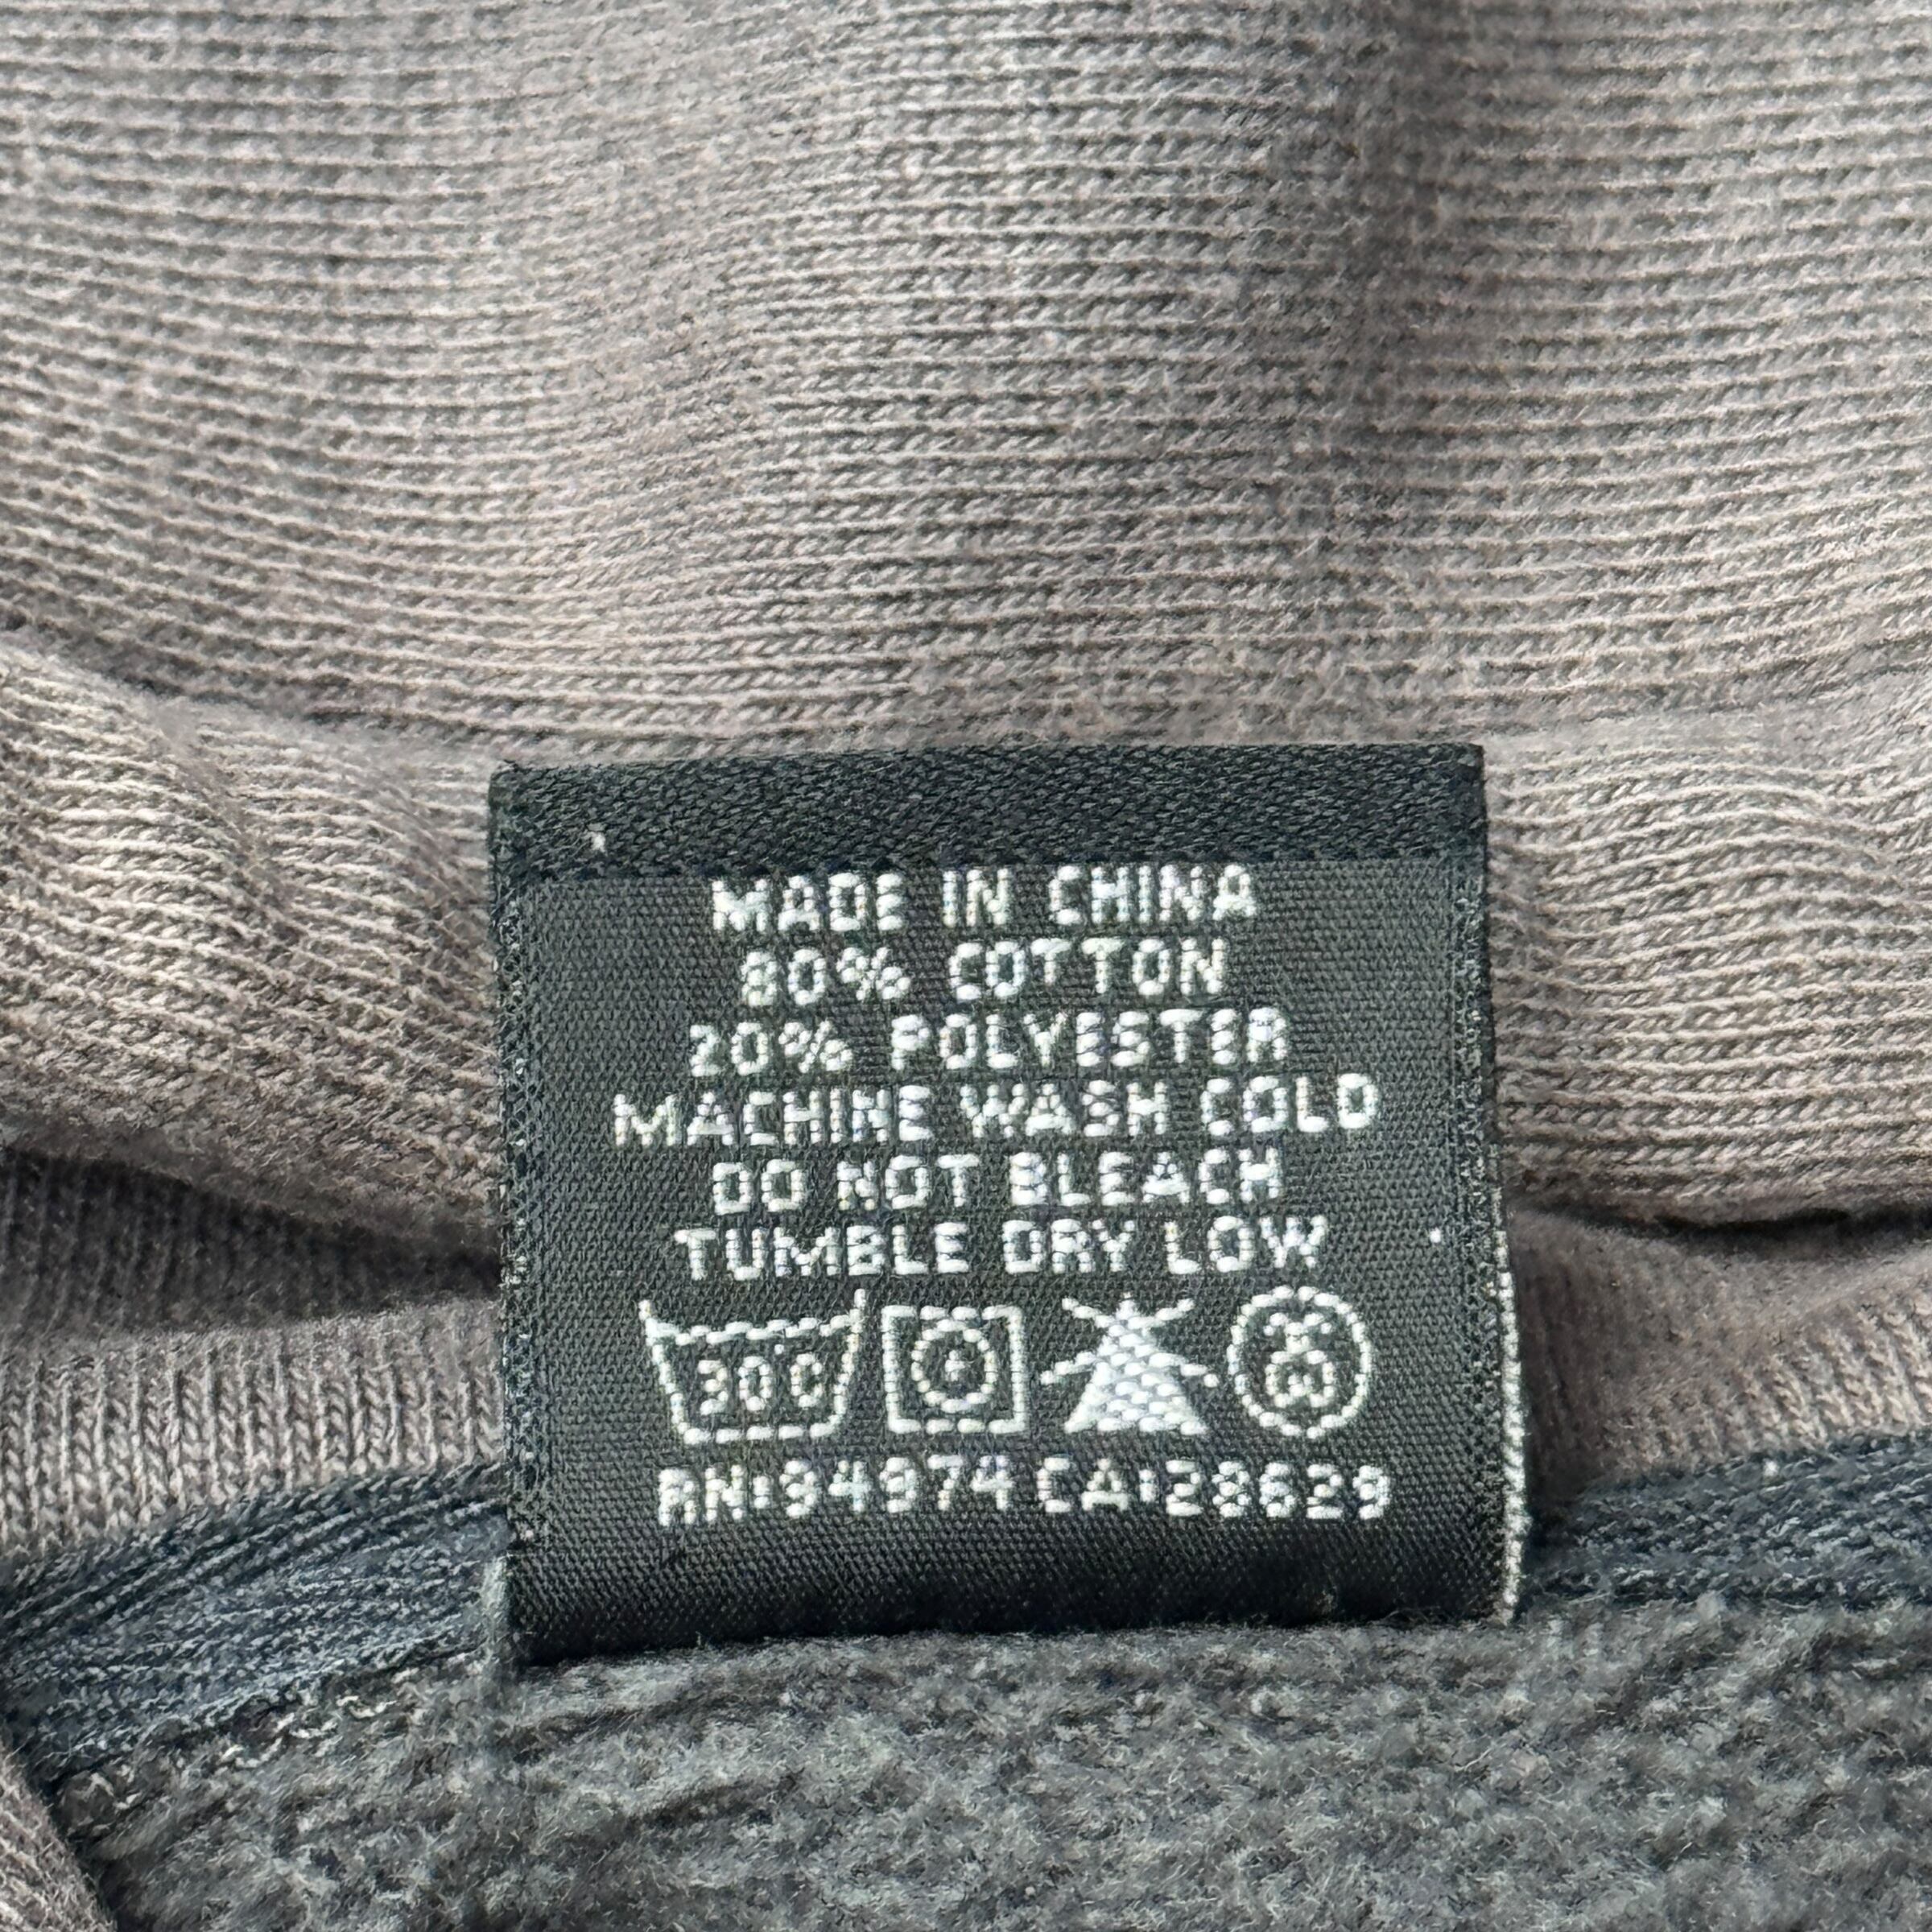 MADE IN CHINA
80% COTTON
20% POLYESTER
MACHINE WASH COLD
DO NOT BLEACH
TUMBLE DRY LOW
30°C
RN:94974 CA:28629